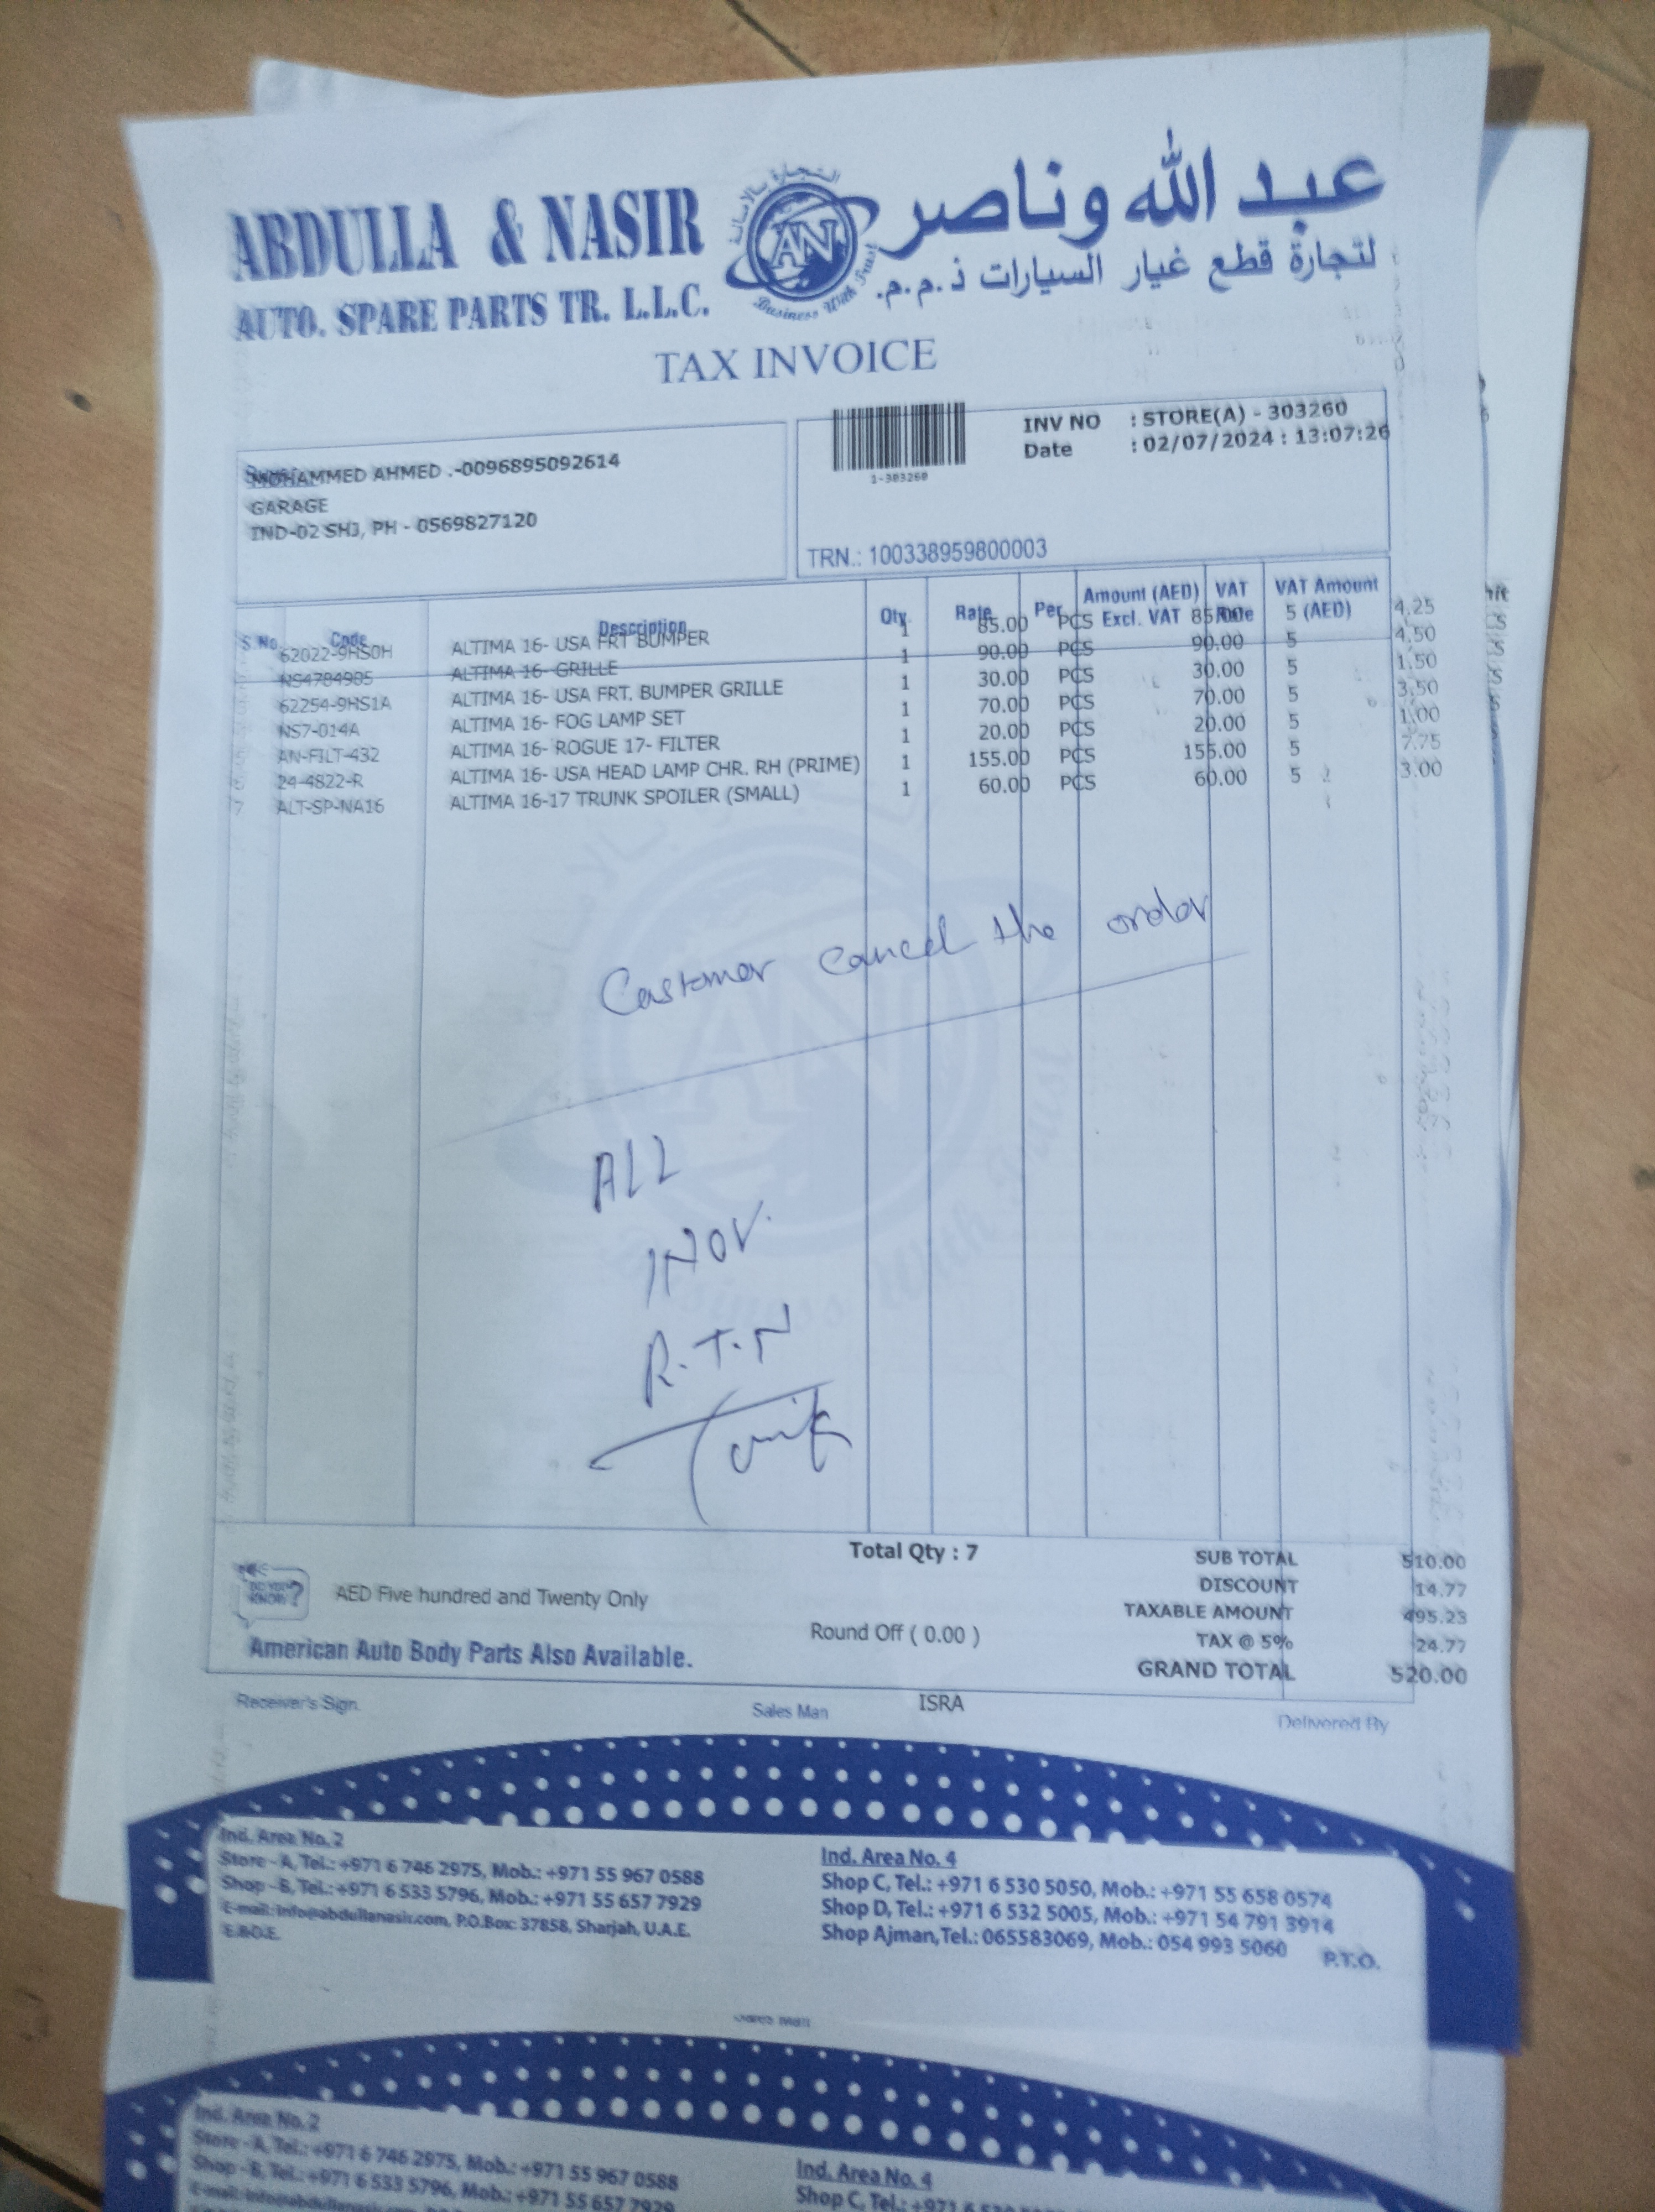 ABDULLA & NASIR
AUTO. SPARE PARTS TR. L.L.C.
التجارة بالأمانة
AN
Business With Trust
عبد الله وناصر
لتجارة قطع غيار السيارات ذ.م.م.
TAX INVOICE
MOHAMMED AHMED .-0096895092614
GARAGE
IND-02 SHJ, PH - 0569827120
1-303260
INV NO : STORE(A) - 303260
Date : 02/07/2024 : 13:07:26
TRN.: 100338959800003
S.No. Code Description Qty. Rate Per Amount (AED) Excl. VAT VAT Rate VAT Amount (AED)
62022-9HS0H ALTIMA 16- USA FRT BUMPER 1 85.00 PCS 85.00 5 4.25
NS4784905 ALTIMA 16- GRILLE 1 90.00 PCS 90.00 5 4.50
62254-9HS1A ALTIMA 16- USA FRT. BUMPER GRILLE 1 30.00 PCS 30.00 5 1.50
NS7-014A ALTIMA 16- FOG LAMP SET 1 70.00 PCS 70.00 5 3.50
AN-FILT-432 ALTIMA 16- ROGUE 17- FILTER 1 20.00 PCS 20.00 5 1.00
6 24-4822-R ALTIMA 16- USA HEAD LAMP CHR. RH (PRIME) 1 155.00 PCS 155.00 5 7.75
7 ALT-SP-NA16 ALTIMA 16-17 TRUNK SPOILER (SMALL) 1 60.00 PCS 60.00 5 3.00
Castomer cancel the order
ALL
INOV.
R.T.N
Total Qty : 7
SUB TOTAL 510.00
DISCOUNT 14.77
TAXABLE AMOUNT 495.23
TAX @ 5% 24.77
GRAND TOTAL 520.00
DO YOU KNOW?
AED Five hundred and Twenty Only
Round Off ( 0.00 )
American Auto Body Parts Also Available.
Receiver's Sign.
Sales Man ISRA
Delivered By
Ind. Area No. 2
Store - A, Tel.: +971 6 746 2975, Mob.: +971 55 967 0588
Shop - B, Tel.: +971 6 533 5796, Mob.: +971 55 657 7929
E-mail: info@abdullanasir.com, P.O.Box: 37858, Sharjah, U.A.E.
E.&O.E.
Ind. Area No. 4
Shop C, Tel.: +971 6 530 5050, Mob.: +971 55 658 0574
Shop D, Tel.: +971 6 532 5005, Mob.: +971 54 791 3914
Shop Ajman, Tel.: 065583069, Mob.: 054 993 5060
P.T.O.
Sales Man
Ind. Area No. 2
Store - A, Tel.: +971 6 746 2975, Mob.: +971 55 967 0588
Shop - B, Tel.: +971 6 533 5796, Mob.: +971 55 657 7929
Ind. Area No. 4
Shop C, Tel.: +971 6 530